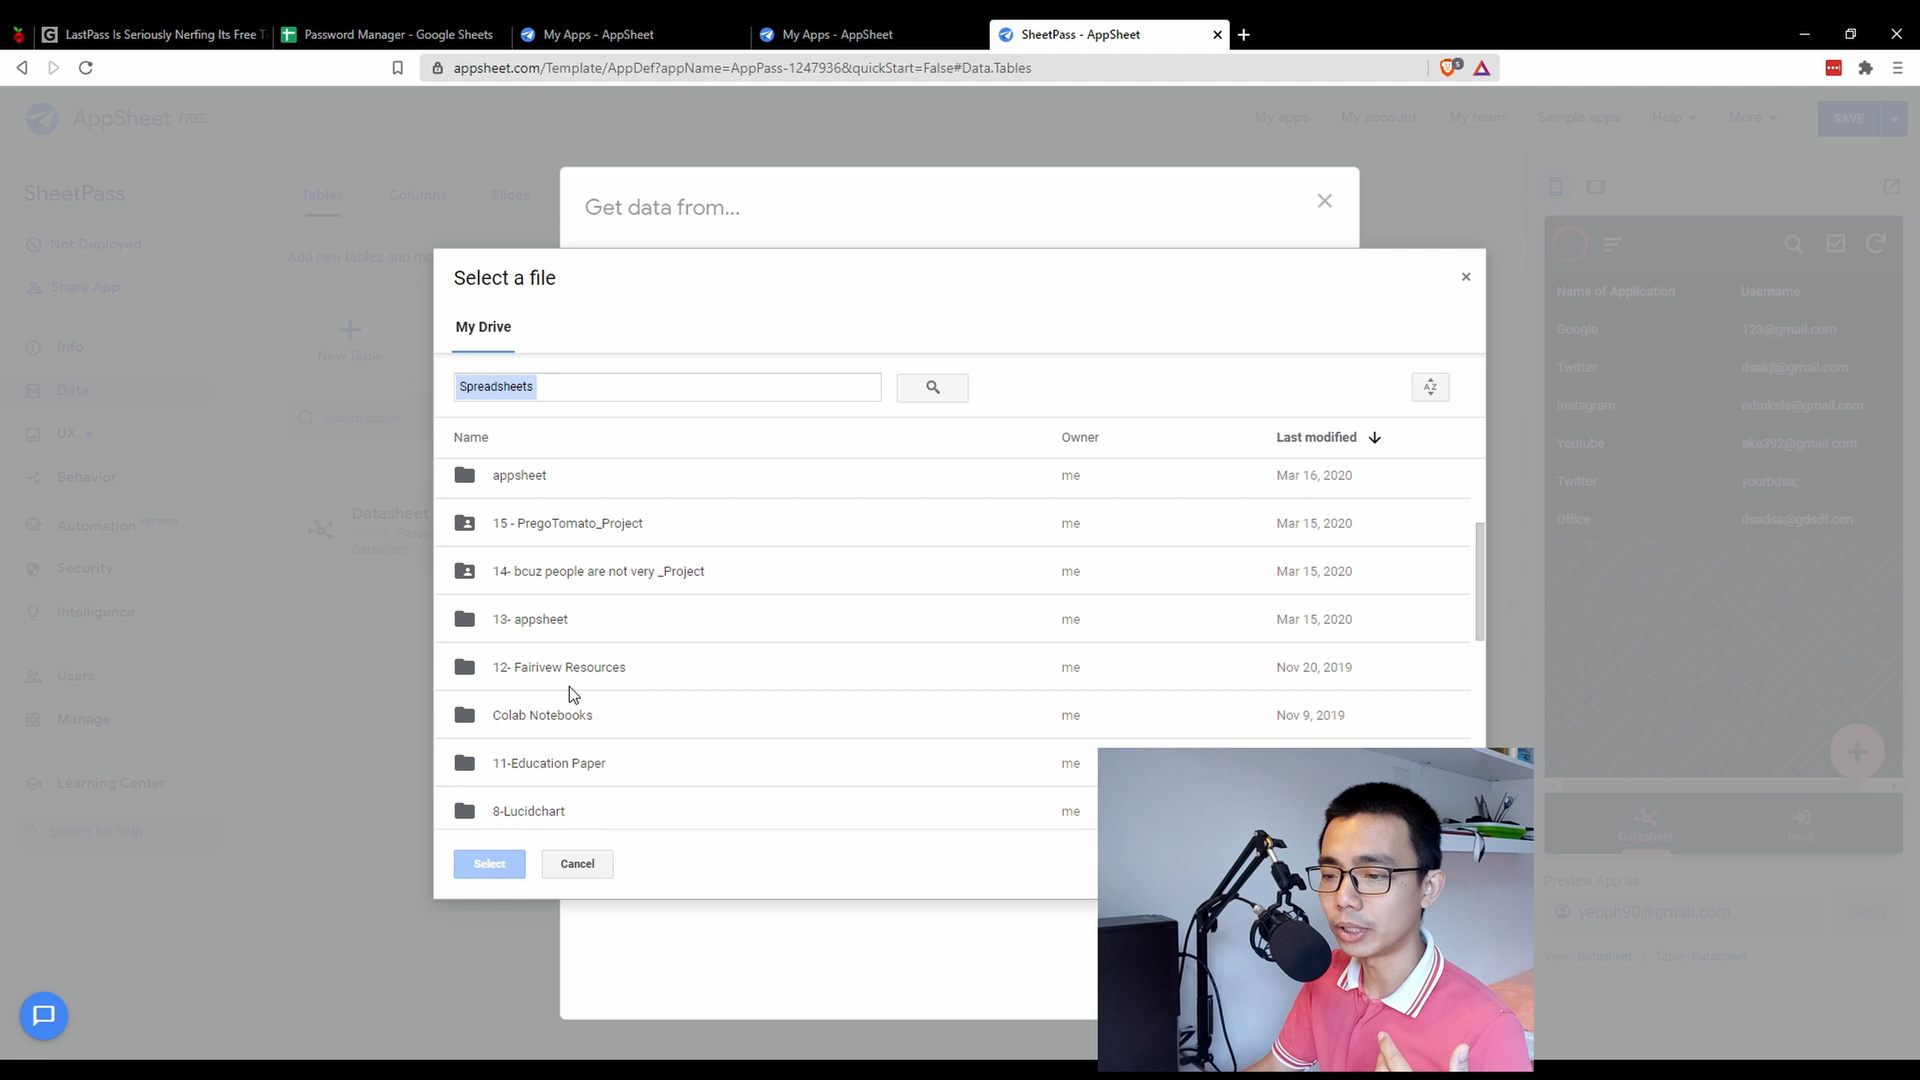 LastPass Is Seriously Nerfing Its Free T
Password Manager - Google Sheets
My Apps - AppSheet
My Apps - AppSheet
SheetPass - AppSheet
appsheet.com/Template/AppDef?appName=AppPass-1247936&quickStart=False#Data.Tables
AppSheet FREE
My apps
My account
My team
Sample apps
Help
More
SAVE
SheetPass
Not Deployed
Share App
Info
Data
UX
Behavior
Automation PREVIEW
Security
Intelligence
Users
Manage
Learning Center
Search for help
Tables
Columns
Slices
Add new tables and mo
New Table
Search tables
Datasheet
Datasheet
Get data from...
Select a file
My Drive
Spreadsheets
AZ
Name Owner Last modified
appsheet me Mar 16, 2020
15 - PregoTomato_Project me Mar 15, 2020
14- bcuz people are not very _Project me Mar 15, 2020
13- appsheet me Mar 15, 2020
12- Fairivew Resources me Nov 20, 2019
Colab Notebooks me Nov 9, 2019
11-Education Paper me
8-Lucidchart me
Select
Cancel
Name of Application Username
Google 123@gmail.com
Twitter dsakjl@gmail.com
Instagram ndmksla@gmail.com
Youtube aka392@gmail.com
Twitter yourbdsa;
Office dsadsa@gdsdf.con
Datasheet
Input
Preview App as
yeoph90@gmail.com
View: Datasheet | Table: Datasheet